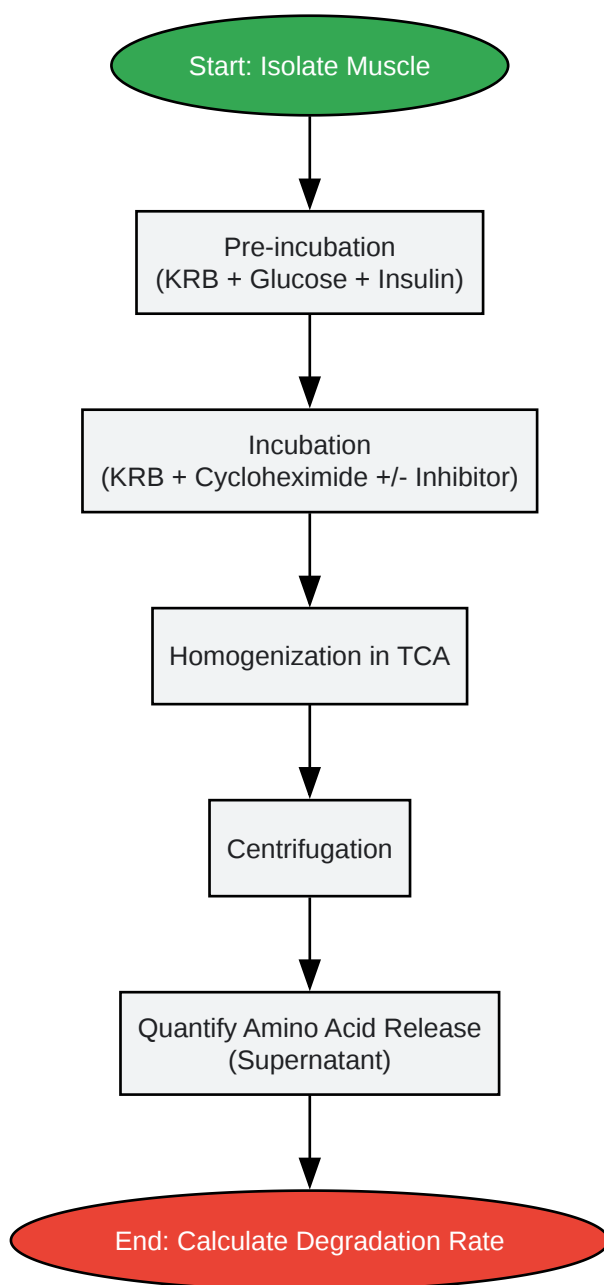 Start: Isolate Muscle
Pre-incubation
(KRB + Glucose + Insulin)
Incubation
(KRB + Cycloheximide +/- Inhibitor)
Homogenization in TCA
Centrifugation
Quantify Amino Acid Release
(Supernatant)
End: Calculate Degradation Rate